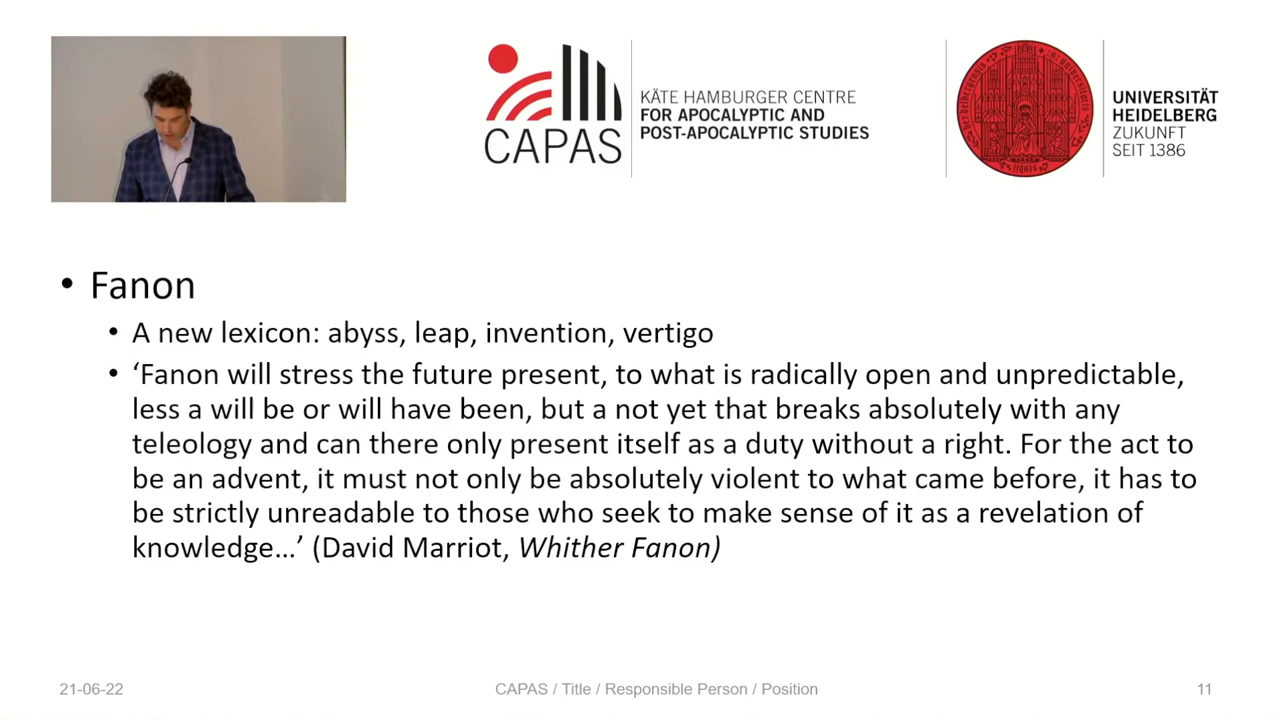 CAPAS
KÄTE HAMBURGER CENTRE
FOR APOCALYPTIC AND
POST-APOCALYPTIC STUDIES
UNIVERSITÄT
HEIDELBERG
ZUKUNFT
SEIT 1386
• Fanon
• A new lexicon: abyss, leap, invention, vertigo
• ‘Fanon will stress the future present, to what is radically open and unpredictable,
less a will be or will have been, but a not yet that breaks absolutely with any
teleology and can there only present itself as a duty without a right. For the act to
be an advent, it must not only be absolutely violent to what came before, it has to
be strictly unreadable to those who seek to make sense of it as a revelation of
knowledge…’ (David Marriot, Whither Fanon)
21-06-22
CAPAS / Title / Responsible Person / Position
11